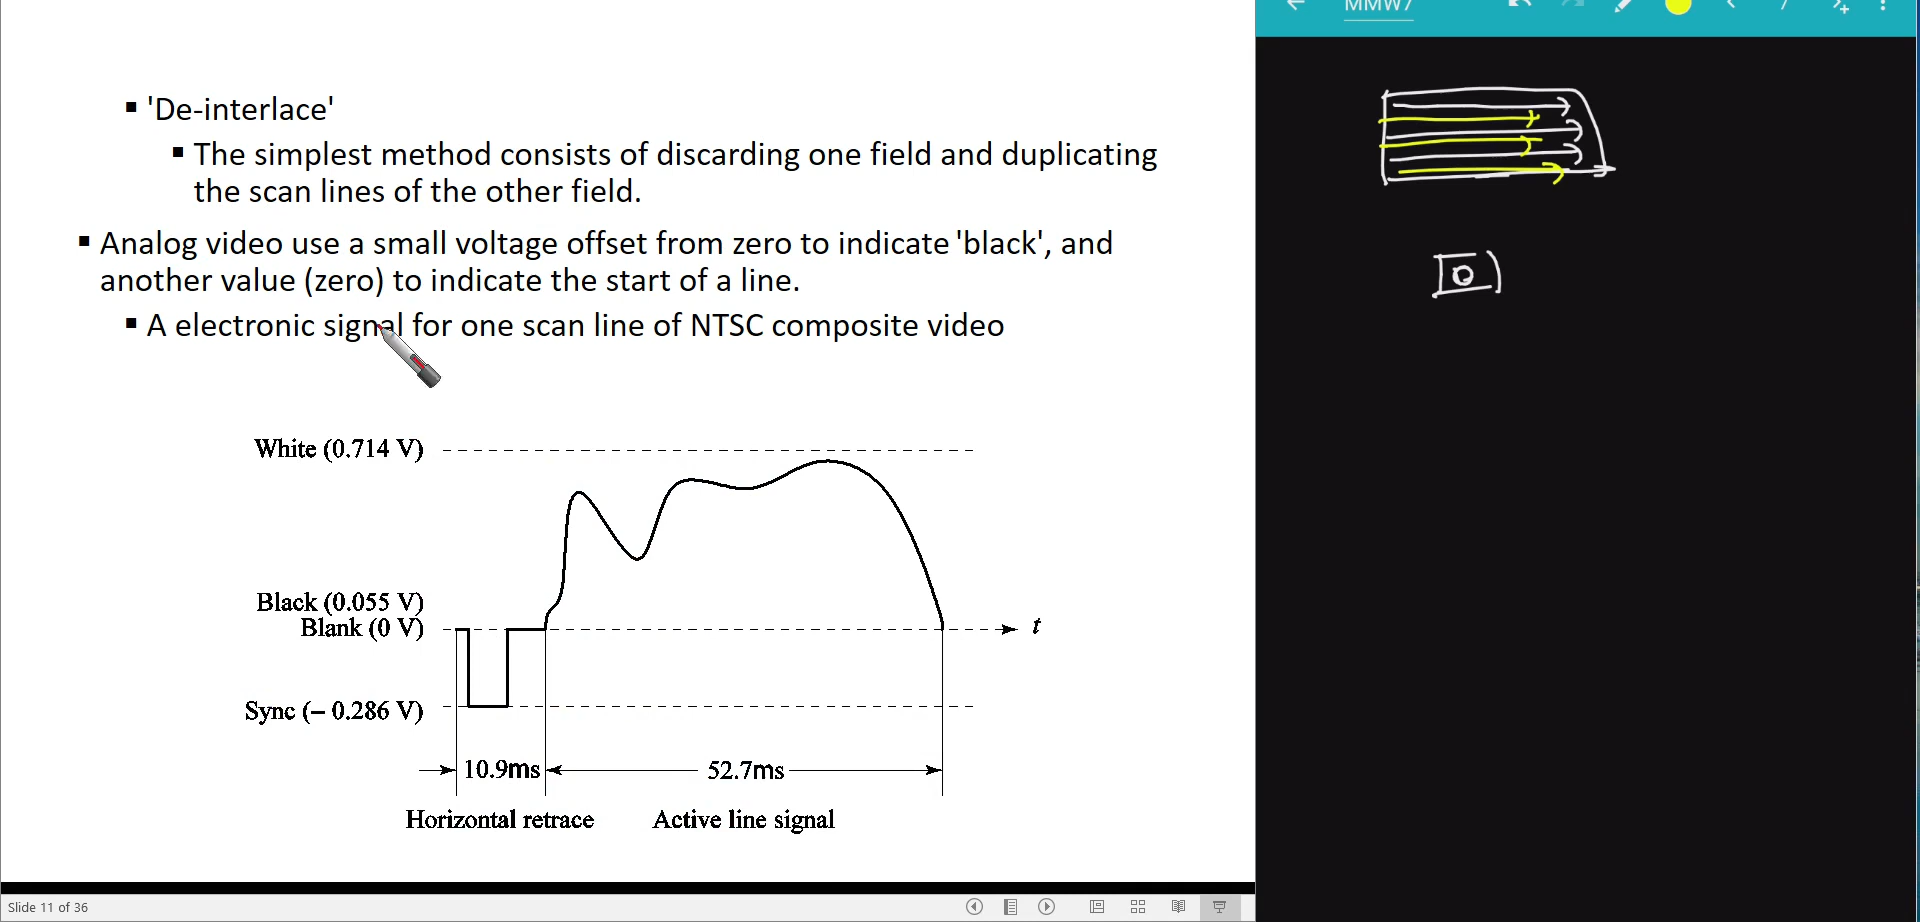 ▪ 'De-interlace'
▪ The simplest method consists of discarding one field and duplicating
the scan lines of the other field.
▪ Analog video use a small voltage offset from zero to indicate 'black', and
another value (zero) to indicate the start of a line.
▪ A electronic signal for one scan line of NTSC composite video
White (0.714 V)
Black (0.055 V)
Blank (0 V)
t
Sync (− 0.286 V)
10.9ms
52.7ms
Horizontal retrace
Active line signal
Slide 11 of 36
MMW7